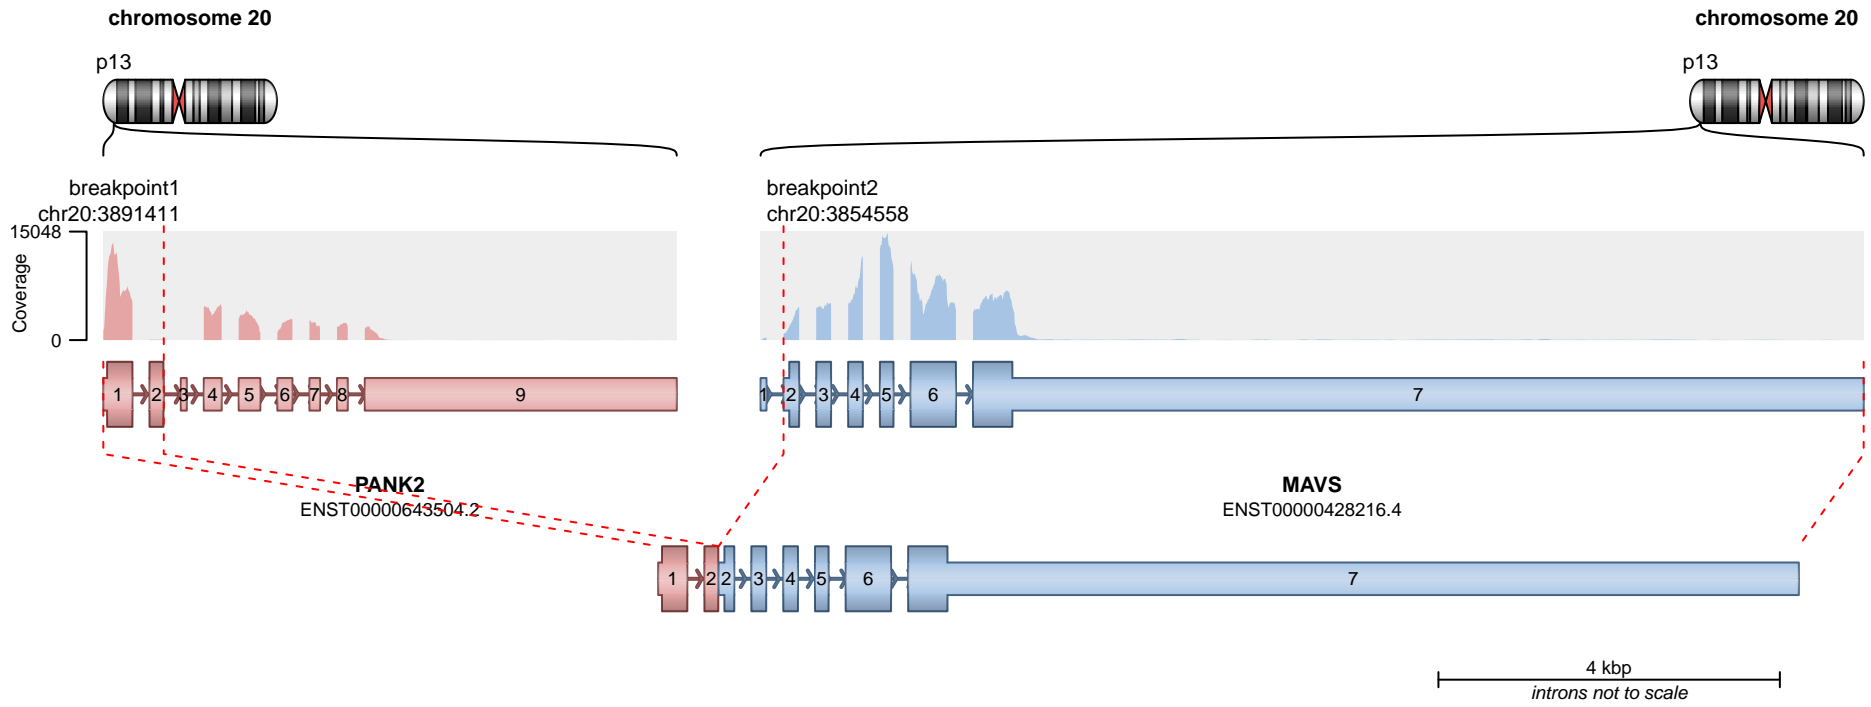 chromosome 20
chromosome 20
p13
p13
breakpoint1
chr20:3891411
breakpoint2
chr20:3854558
15048
Coverage
0
1 2 3 4 5 6 7 8 9
1 2 3 4 5 6 7
PANK2
ENST00000643504.2
MAVS
ENST00000428216.4
1 2 2 3 4 5 6 7
4 kbp
introns not to scale